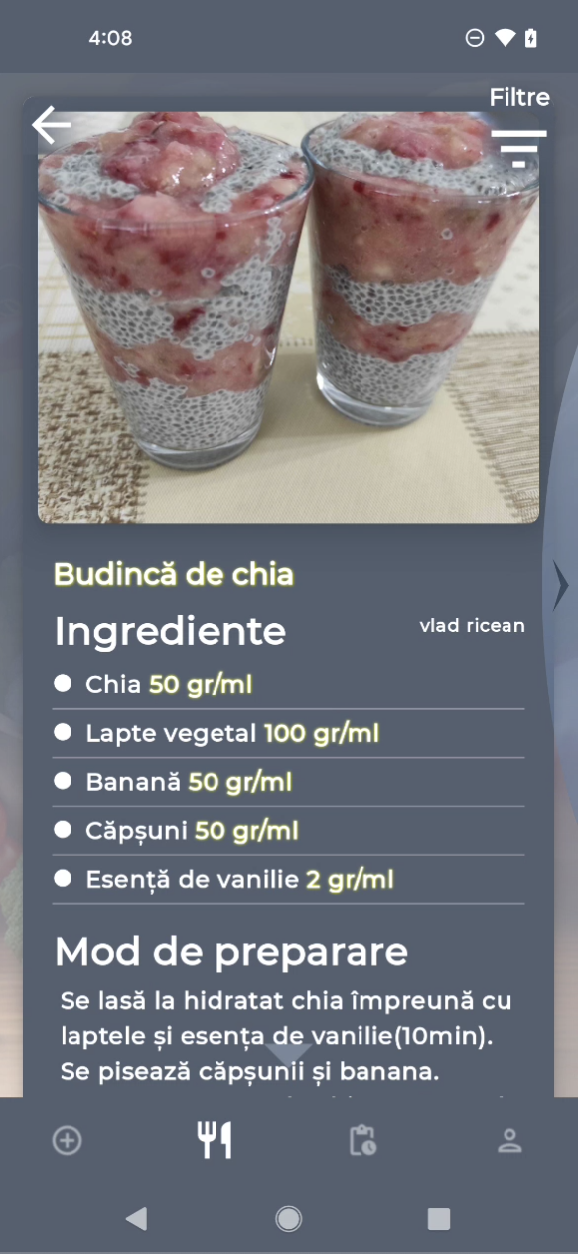 4:08
Filtre
Budincă de chia
Ingrediente
vlad ricean
Chia 50 gr/ml
Lapte vegetal 100 gr/ml
Banană 50 gr/ml
Căpșuni 50 gr/ml
Esență de vanilie 2 gr/ml
Mod de preparare
Se lasă la hidratat chia împreună cu
laptele și esența de vanilie(10min).
Se pisează căpșunii și banana.